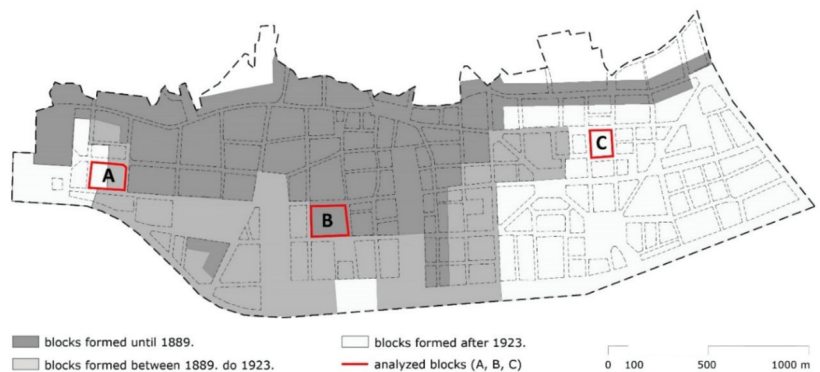 A
B
C
blocks formed until 1889.
blocks formed after 1923.
blocks formed between 1889. do 1923.
analyzed blocks (A, B, C)
0 100 500 1000 m